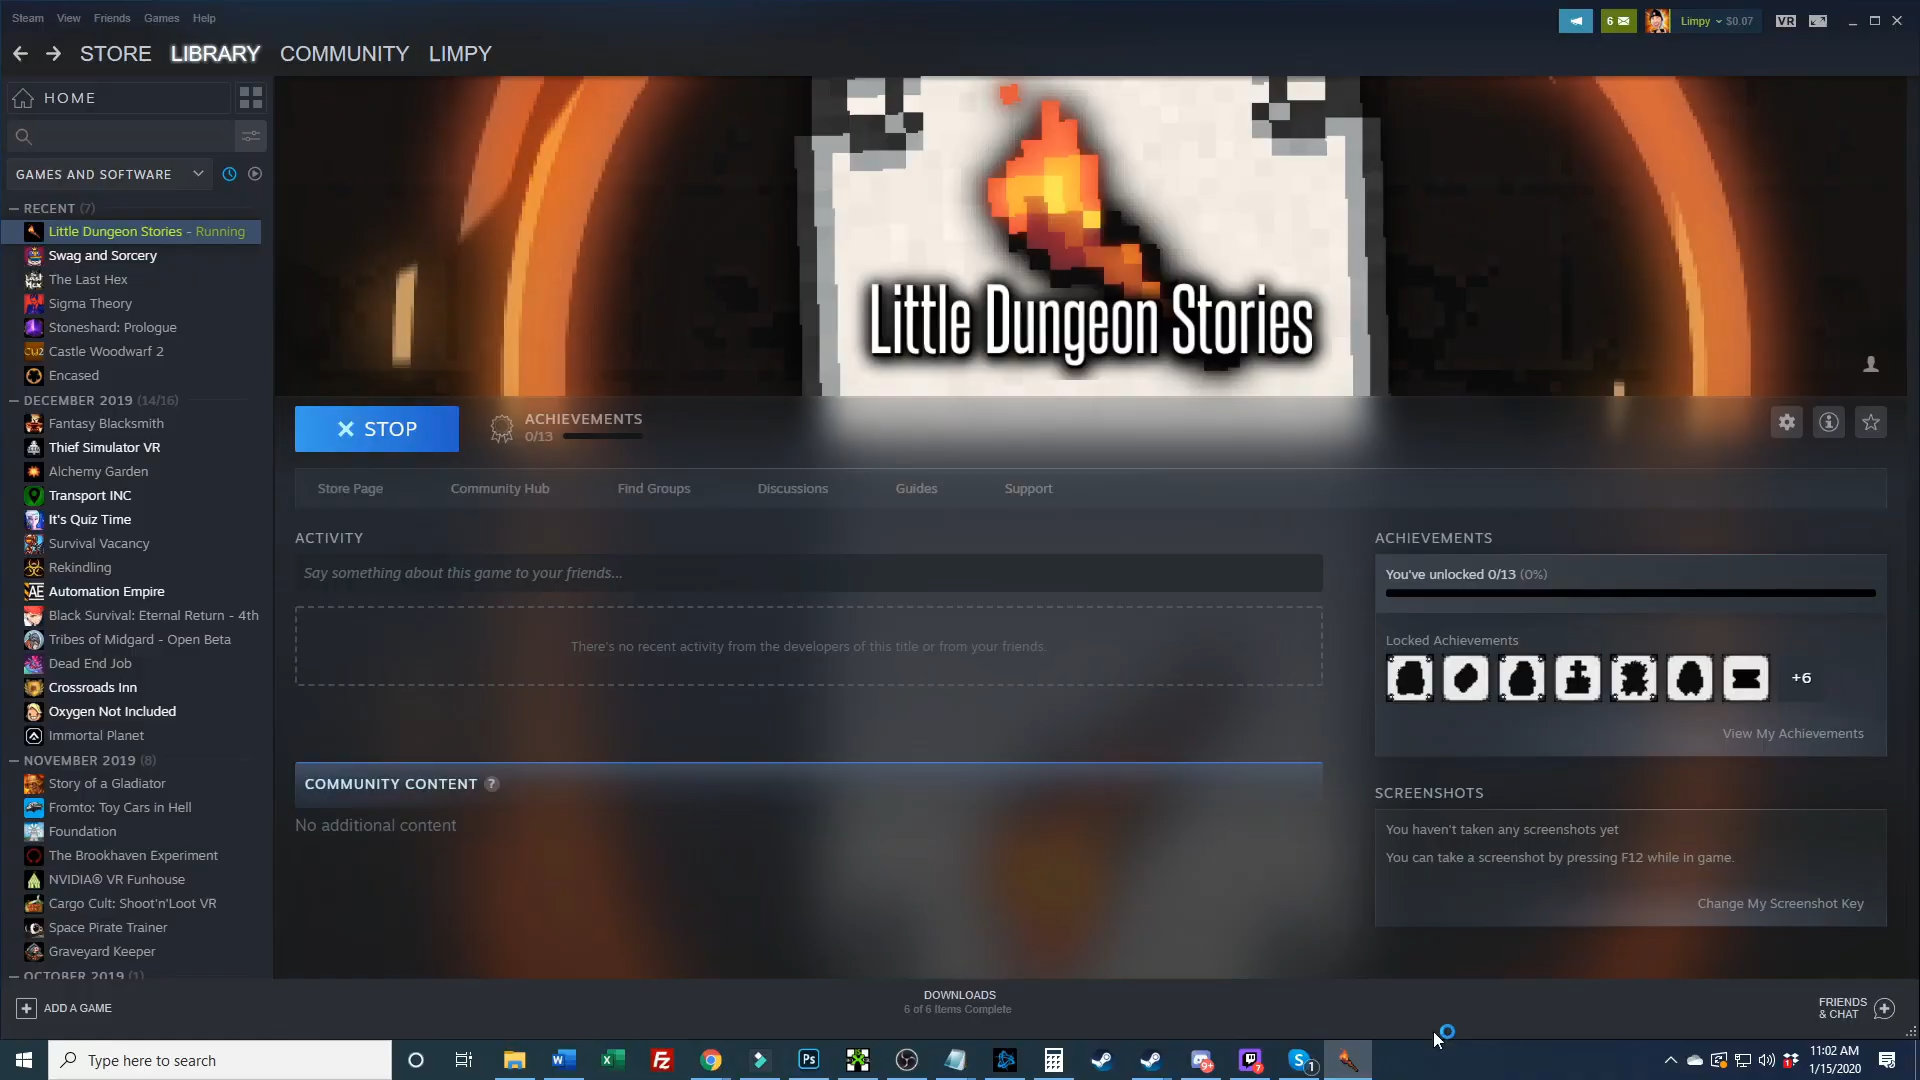 Steam View Friends Games Help
6 Limpy $0.07 VR
STORE LIBRARY COMMUNITY LIMPY
HOME
GAMES AND SOFTWARE
— RECENT (7)
Little Dungeon Stories - Running
Swag and Sorcery
The Last Hex
Sigma Theory
Stoneshard: Prologue
Castle Woodwarf 2
Encased
— DECEMBER 2019 (14/16)
Fantasy Blacksmith
Thief Simulator VR
Alchemy Garden
Transport INC
It's Quiz Time
Survival Vacancy
Rekindling
Automation Empire
Black Survival: Eternal Return - 4th
Tribes of Midgard - Open Beta
Dead End Job
Crossroads Inn
Oxygen Not Included
Immortal Planet
— NOVEMBER 2019 (8)
Story of a Gladiator
Fromto: Toy Cars in Hell
Foundation
The Brookhaven Experiment
NVIDIA® VR Funhouse
Cargo Cult: Shoot'n'Loot VR
Space Pirate Trainer
Graveyard Keeper
— OCTOBER 2019 (1)
ADD A GAME
Little Dungeon Stories
STOP
ACHIEVEMENTS
0/13
Store Page Community Hub Find Groups Discussions Guides Support
ACTIVITY
Say something about this game to your friends...
There's no recent activity from the developers of this title or from your friends.
COMMUNITY CONTENT ?
No additional content
ACHIEVEMENTS
You've unlocked 0/13 (0%)
Locked Achievements
+6
View My Achievements
SCREENSHOTS
You haven't taken any screenshots yet
You can take a screenshot by pressing F12 while in game.
Change My Screenshot Key
DOWNLOADS
6 of 6 Items Complete
FRIENDS
& CHAT
Type here to search
11:02 AM
1/15/2020